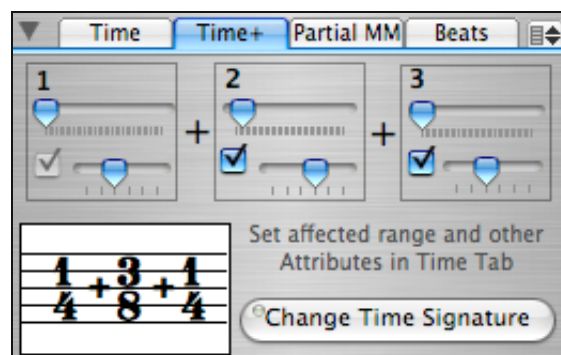 Time Time+ Partial MM Beats
1 2 3
+ +
1/4 + 3/8 + 1/4
Set affected range and other
Attributes in Time Tab
Change Time Signature